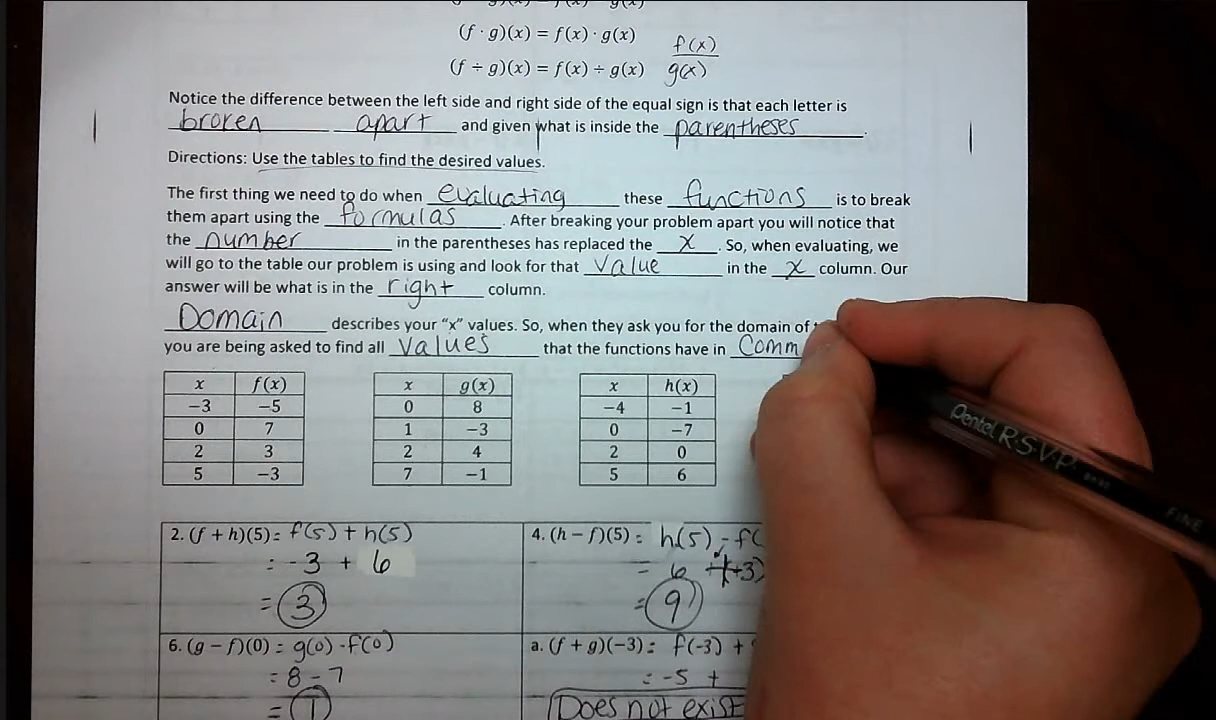 (f · g)(x) = f(x) · g(x)
(f ÷ g)(x) = f(x) ÷ g(x) f(x) / g(x)
Notice the difference between the left side and right side of the equal sign is that each letter is
broken apart and given what is inside the parentheses.
Directions: Use the tables to find the desired values.
The first thing we need to do when evaluating these functions is to break
them apart using the formulas. After breaking your problem apart you will notice that
the number in the parentheses has replaced the x. So, when evaluating, we
will go to the table our problem is using and look for that value in the x column. Our
answer will be what is in the right column.
Domain describes your "x" values. So, when they ask you for the domain of
you are being asked to find all values that the functions have in Comm
x f(x) x g(x) x h(x)
−3 −5 0 8 −4 −1
0 7 1 −3 0 −7
2 3 2 4 2 0
5 −3 7 −1 5 6
Pentel R.S.V.P. FINE
2. (f + h)(5) = f(5) + h(5) 4. (h − f)(5) = h(5) - f(
= -3 + 6 = 6 + (+3)
= 3 = 9
6. (g − f)(0) = g(0) - f(0) a. (f + g)(−3) = f(-3) +
= 8 - 7 = -5 +
= 1 Does not exist